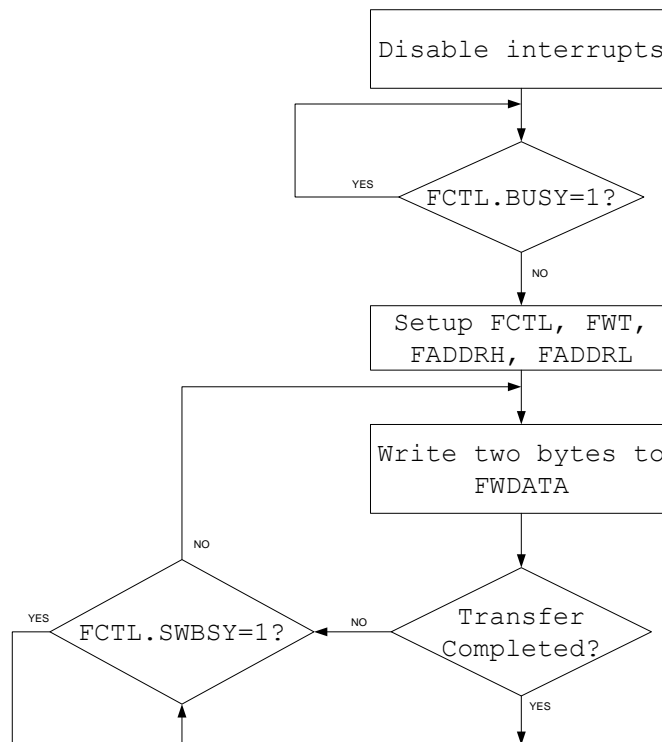 Disable interrupts
YES
FCTL.BUSY=1?
NO
Setup FCTL, FWT,
FADDRH, FADDRL
Write two bytes to
FWDATA
NO
YES
FCTL.SWBSY=1?
NO
Transfer
Completed?
YES